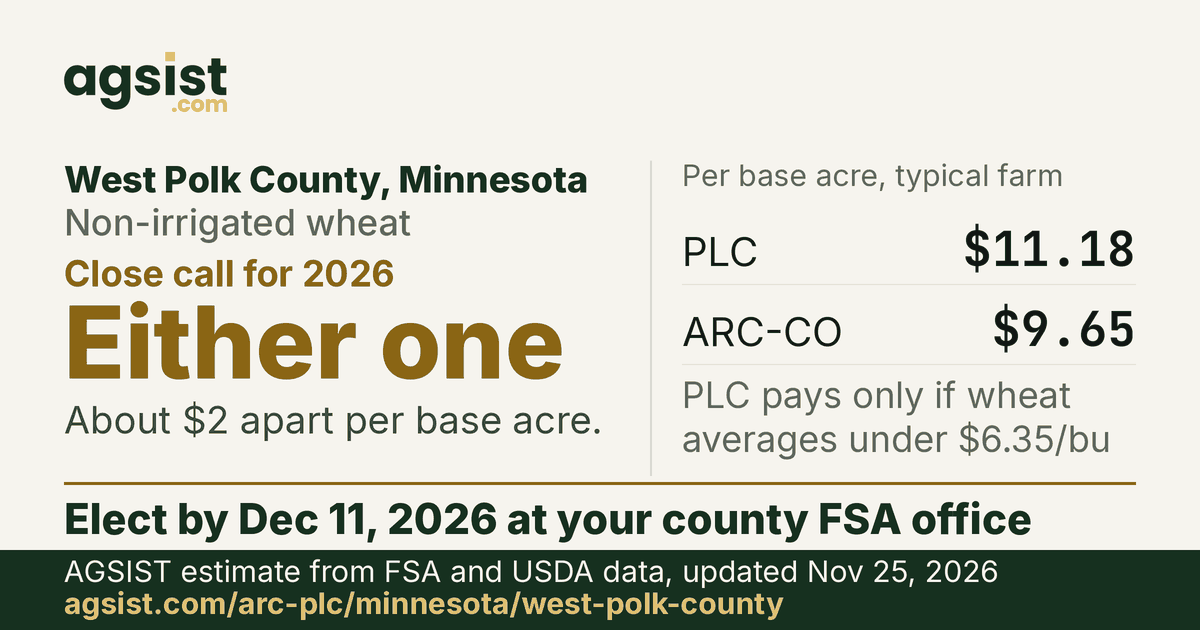 agsist
.com
West Polk County, Minnesota
Non-irrigated wheat
Close call for 2026
Either one
About $2 apart per base acre.
Per base acre, typical farm
PLC $11.18
ARC-CO $9.65
PLC pays only if wheat
averages under $6.35/bu
Elect by Dec 11, 2026 at your county FSA office
AGSIST estimate from FSA and USDA data, updated Nov 25, 2026
agsist.com/arc-plc/minnesota/west-polk-county